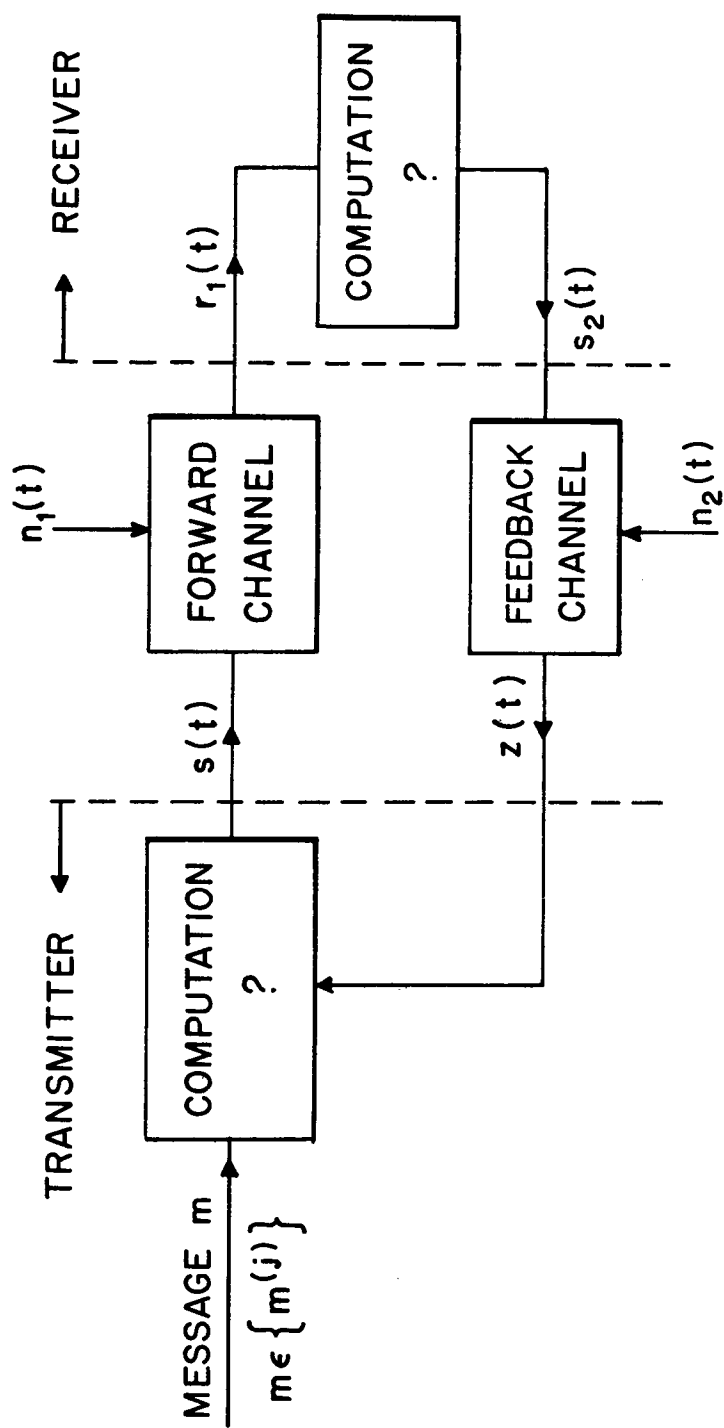 TRANSMITTER
RECEIVER
MESSAGE m
m ϵ {m^(j)}
COMPUTATION
?
s(t)
n₁(t)
FORWARD
CHANNEL
r₁(t)
COMPUTATION
?
s₂(t)
FEEDBACK
CHANNEL
n₂(t)
z(t)